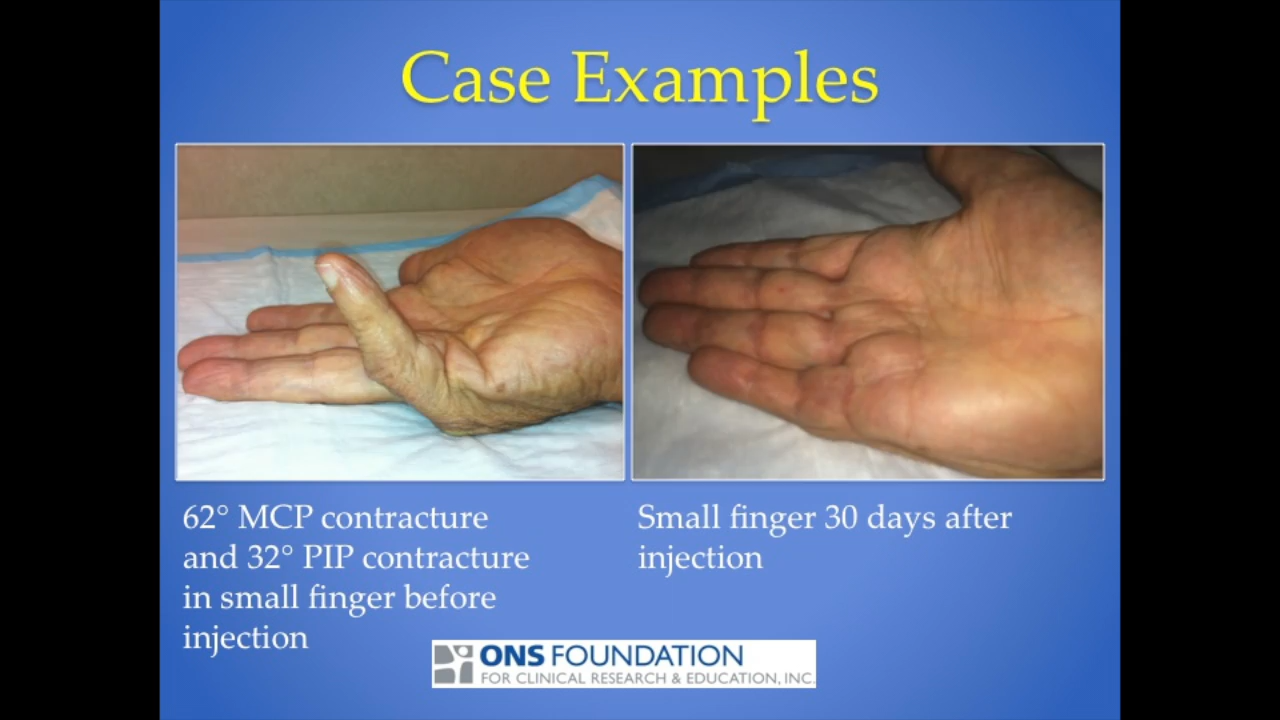 Case Examples
62° MCP contracture
and 32° PIP contracture
in small finger before
injection
Small finger 30 days after
injection
ONS FOUNDATION
FOR CLINICAL RESEARCH & EDUCATION, INC.